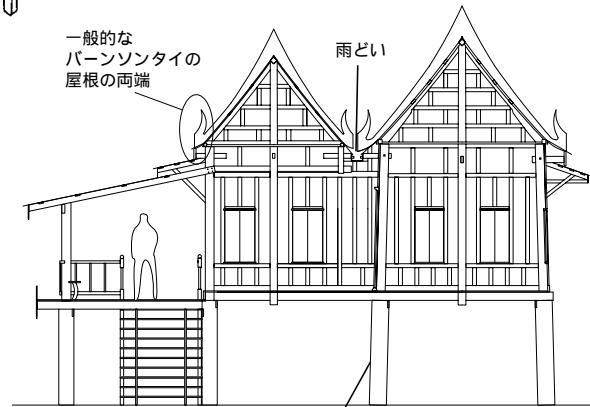 一般的な
バーンソンタイの
屋根の両端
雨どい